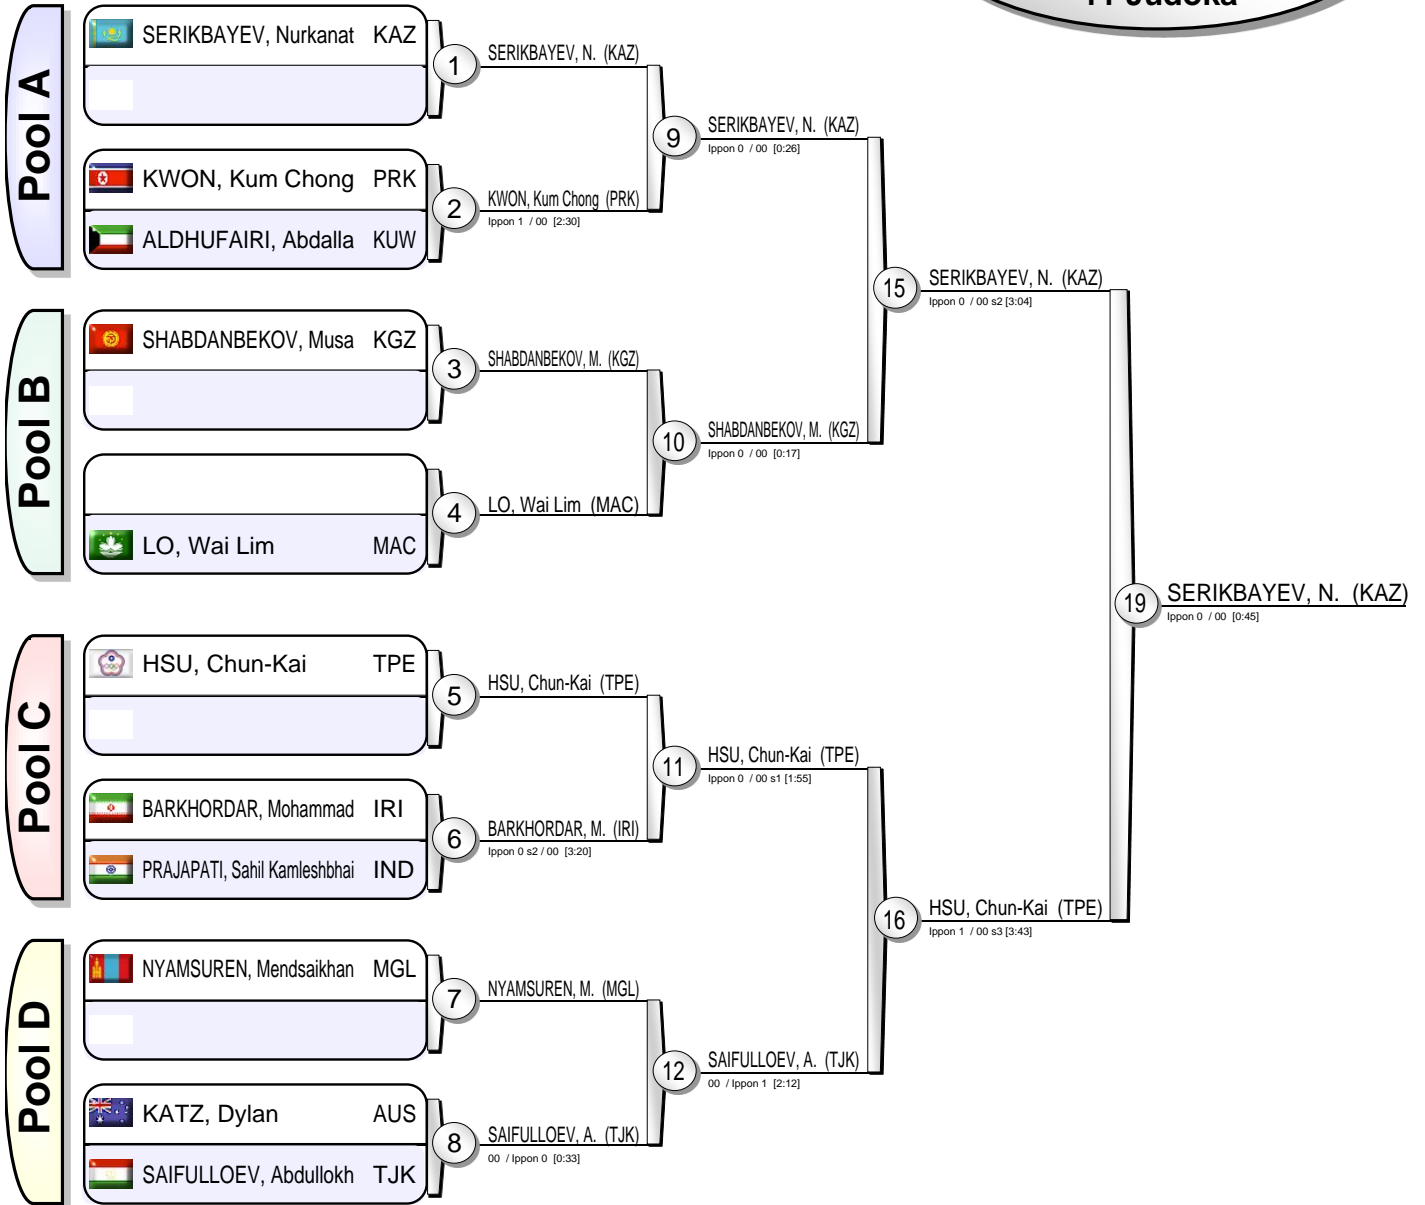 11 Judoka
Pool A
SERIKBAYEV, Nurkanat KAZ
1
SERIKBAYEV, N. (KAZ)
KWON, Kum Chong PRK
ALDHUFAIRI, Abdalla KUW
2
KWON, Kum Chong (PRK)
Ippon 1 / 00 [2:30]
9
SERIKBAYEV, N. (KAZ)
Ippon 0 / 00 [0:26]
Pool B
SHABDANBEKOV, Musa KGZ
3
SHABDANBEKOV, M. (KGZ)
LO, Wai Lim MAC
4
LO, Wai Lim (MAC)
10
SHABDANBEKOV, M. (KGZ)
Ippon 0 / 00 [0:17]
15
SERIKBAYEV, N. (KAZ)
Ippon 0 / 00 s2 [3:04]
Pool C
HSU, Chun-Kai TPE
5
HSU, Chun-Kai (TPE)
BARKHORDAR, Mohammad IRI
PRAJAPATI, Sahil Kamleshbhai IND
6
BARKHORDAR, M. (IRI)
Ippon 0 s2 / 00 [3:20]
11
HSU, Chun-Kai (TPE)
Ippon 0 / 00 s1 [1:55]
Pool D
NYAMSUREN, Mendsaikhan MGL
7
NYAMSUREN, M. (MGL)
KATZ, Dylan AUS
SAIFULLOEV, Abdullokh TJK
8
SAIFULLOEV, A. (TJK)
00 / Ippon 0 [0:33]
12
SAIFULLOEV, A. (TJK)
00 / Ippon 1 [2:12]
16
HSU, Chun-Kai (TPE)
Ippon 1 / 00 s3 [3:43]
19
SERIKBAYEV, N. (KAZ)
Ippon 0 / 00 [0:45]